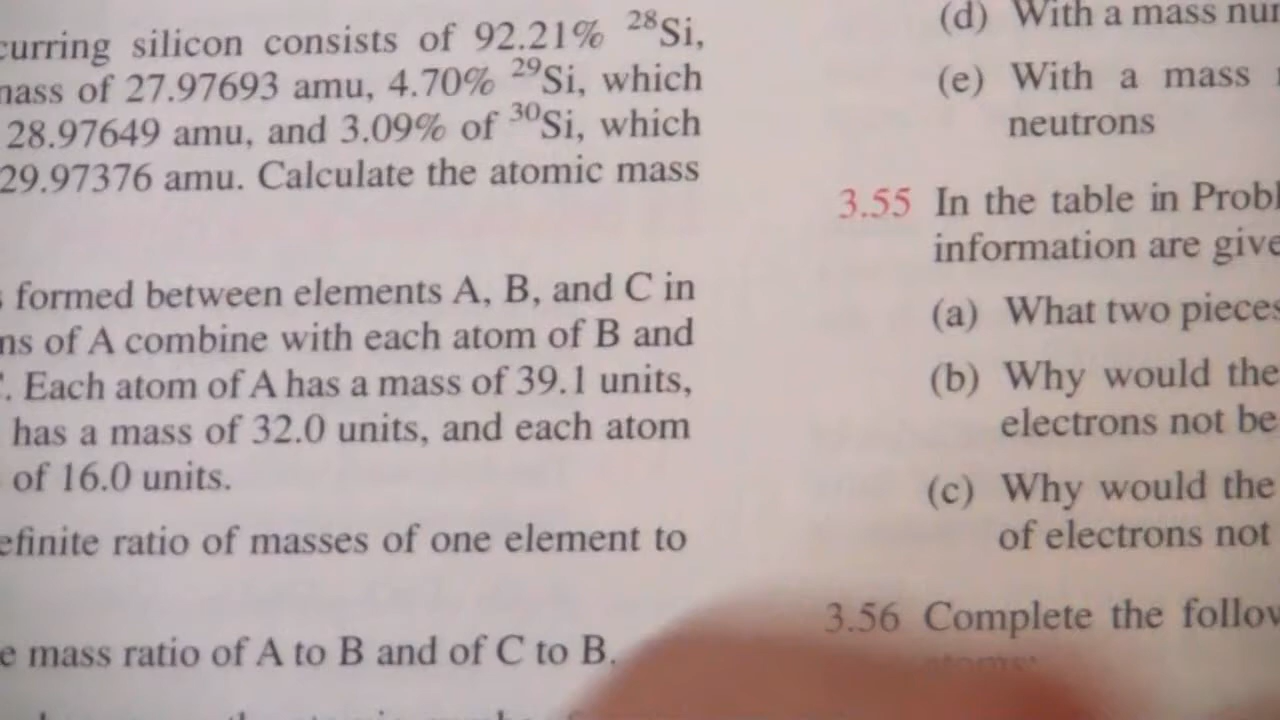 curring silicon consists of 92.21% ²⁸Si,
mass of 27.97693 amu, 4.70% ²⁹Si, which
28.97649 amu, and 3.09% of ³⁰Si, which
29.97376 amu. Calculate the atomic mass
formed between elements A, B, and C in
ns of A combine with each atom of B and
. Each atom of A has a mass of 39.1 units,
has a mass of 32.0 units, and each atom
of 16.0 units.
efinite ratio of masses of one element to
e mass ratio of A to B and of C to B.
(d) With a mass nu
(e) With a mass
neutrons
3.55 In the table in Probl
information are give
(a) What two pieces
(b) Why would the
electrons not be
(c) Why would the
of electrons not
3.56 Complete the follow
atoms: